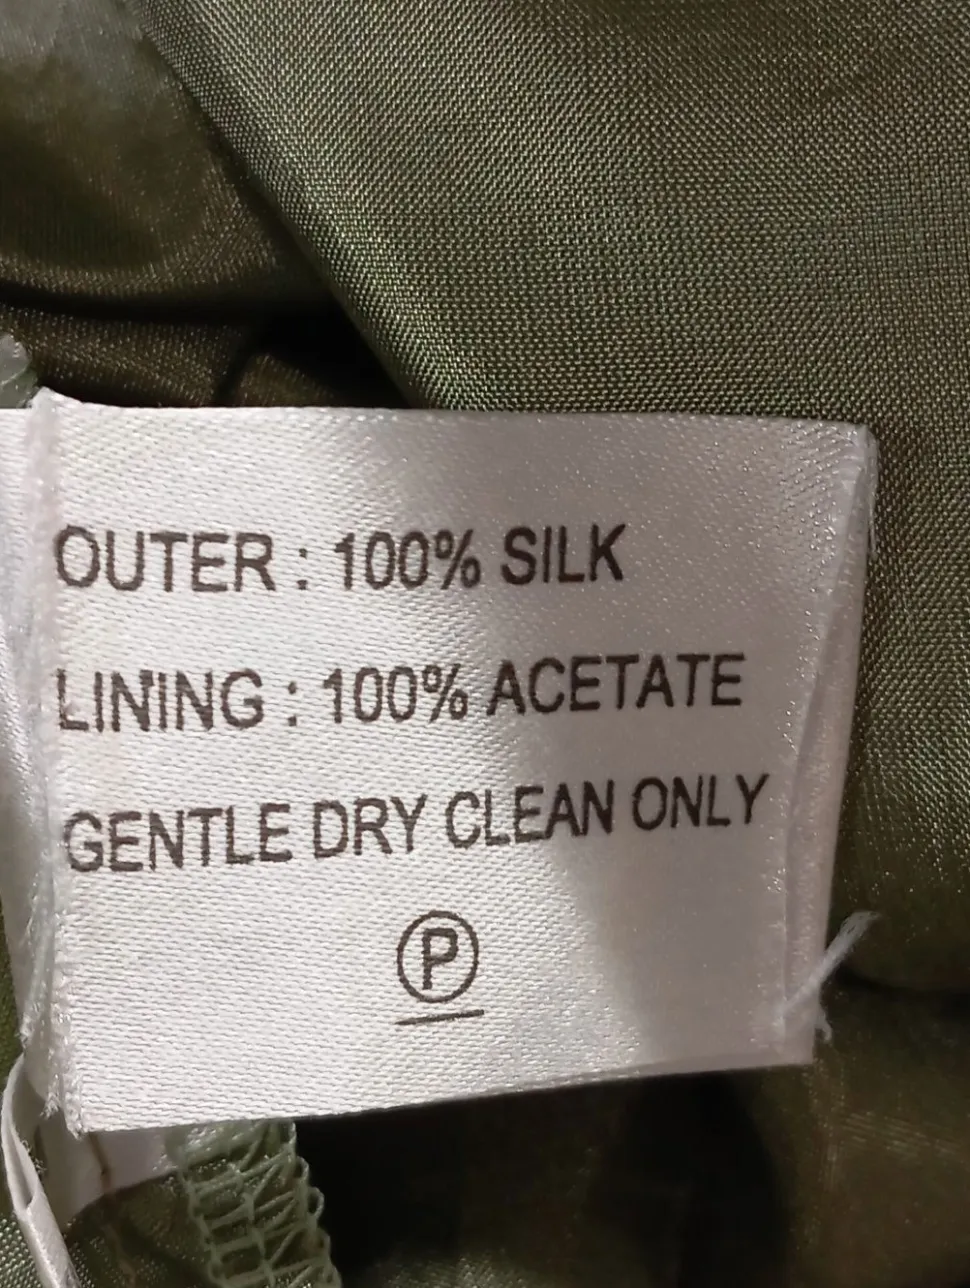 OUTER : 100% SILK
LINING : 100% ACETATE
GENTLE DRY CLEAN ONLY
P